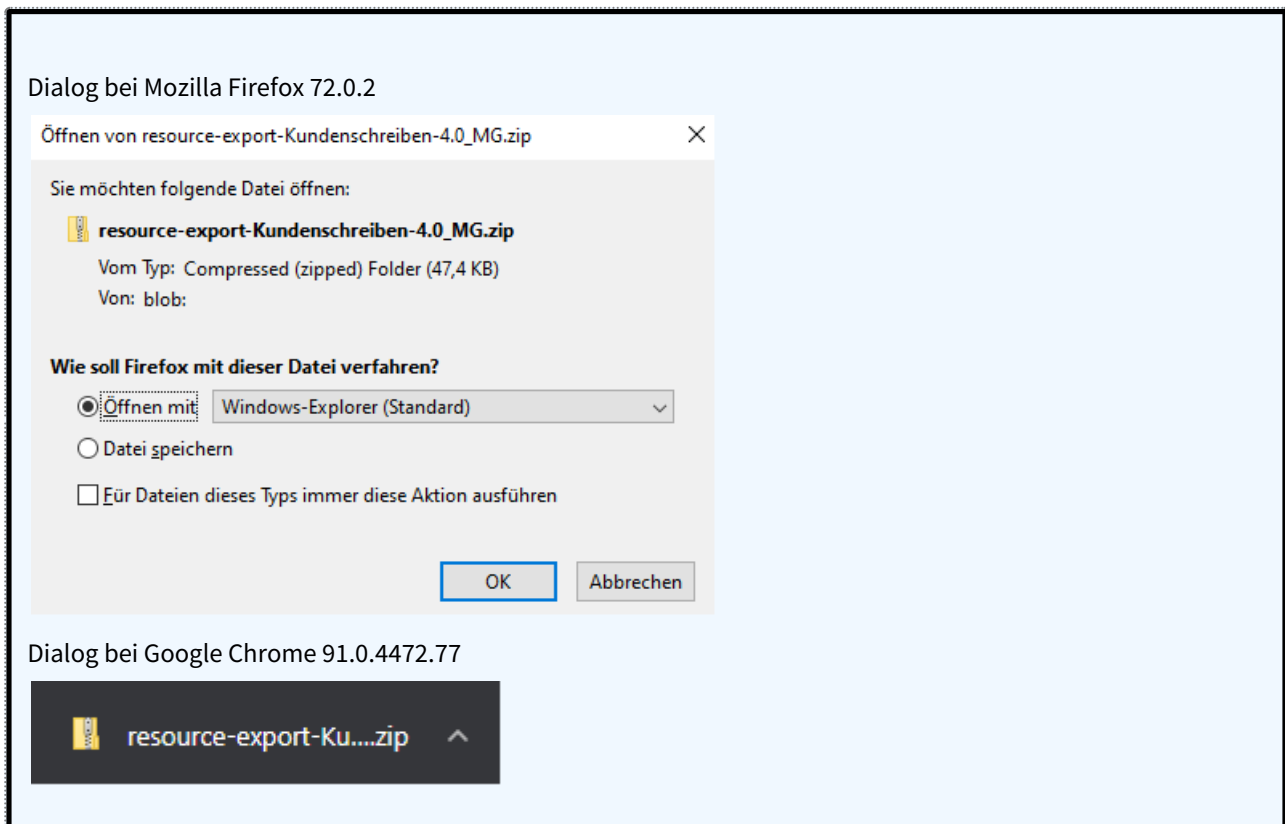 Dialog bei Mozilla Firefox 72.0.2
Öffnen von resource-export-Kundenschreiben-4.0_MG.zip
Sie möchten folgende Datei öffnen:
resource-export-Kundenschreiben-4.0_MG.zip
Vom Typ: Compressed (zipped) Folder (47,4 KB)
Von: blob:
Wie soll Firefox mit dieser Datei verfahren?
Öffnen mit Windows-Explorer (Standard)
Datei speichern
Für Dateien dieses Typs immer diese Aktion ausführen
OK Abbrechen
Dialog bei Google Chrome 91.0.4472.77
resource-export-Ku....zip